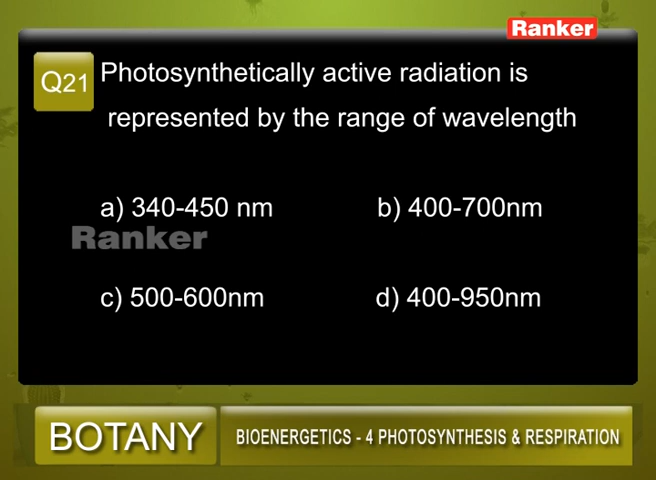 Ranker
Q21 Photosynthetically active radiation is
represented by the range of wavelength
a) 340-450 nm b) 400-700nm
Ranker
c) 500-600nm d) 400-950nm
BOTANY BIOENERGETICS - 4 PHOTOSYNTHESIS & RESPIRATION